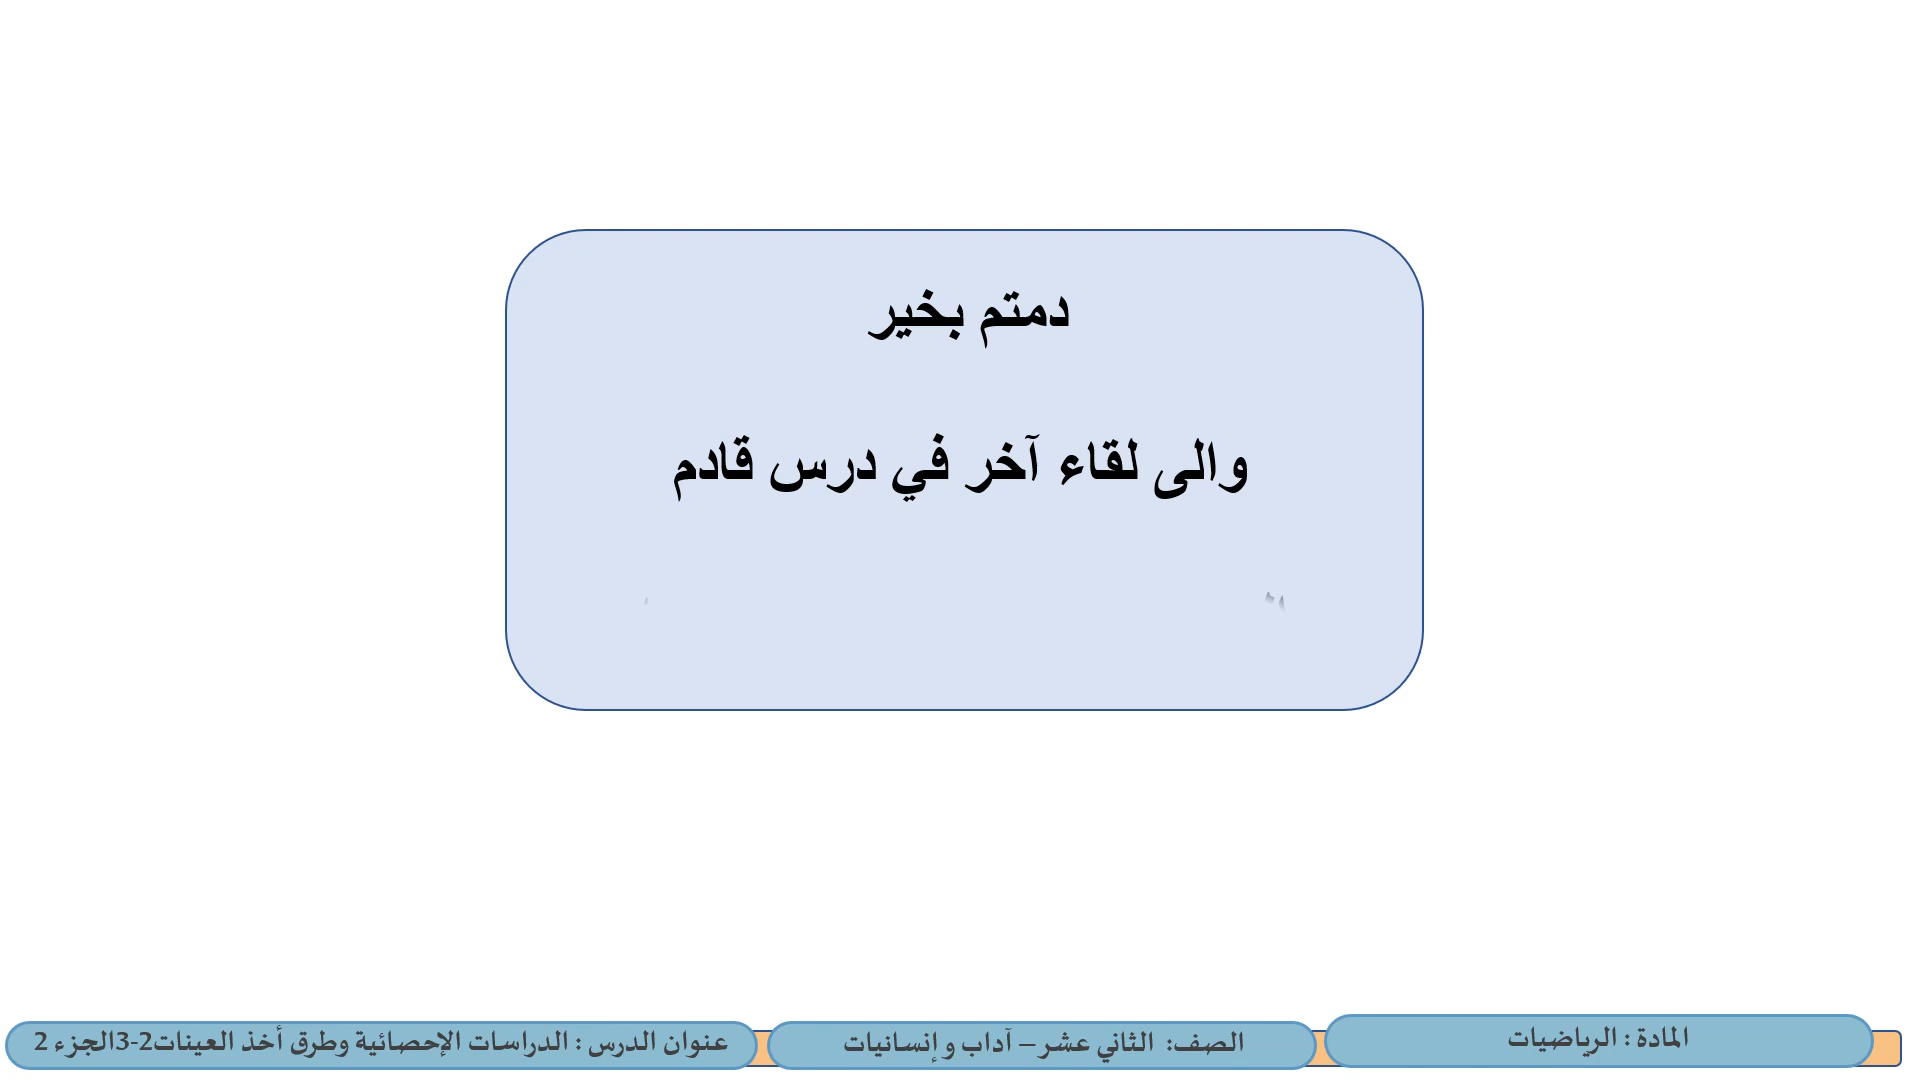 دمتم بخير
والى لقاء آخر في درس قادم
المادة : الرياضيات
الصف: الثاني عشر – آداب و إنسانيات
عنوان الدرس : الدراسات الإحصائية وطرق أخذ العينات2-3الجزء 2